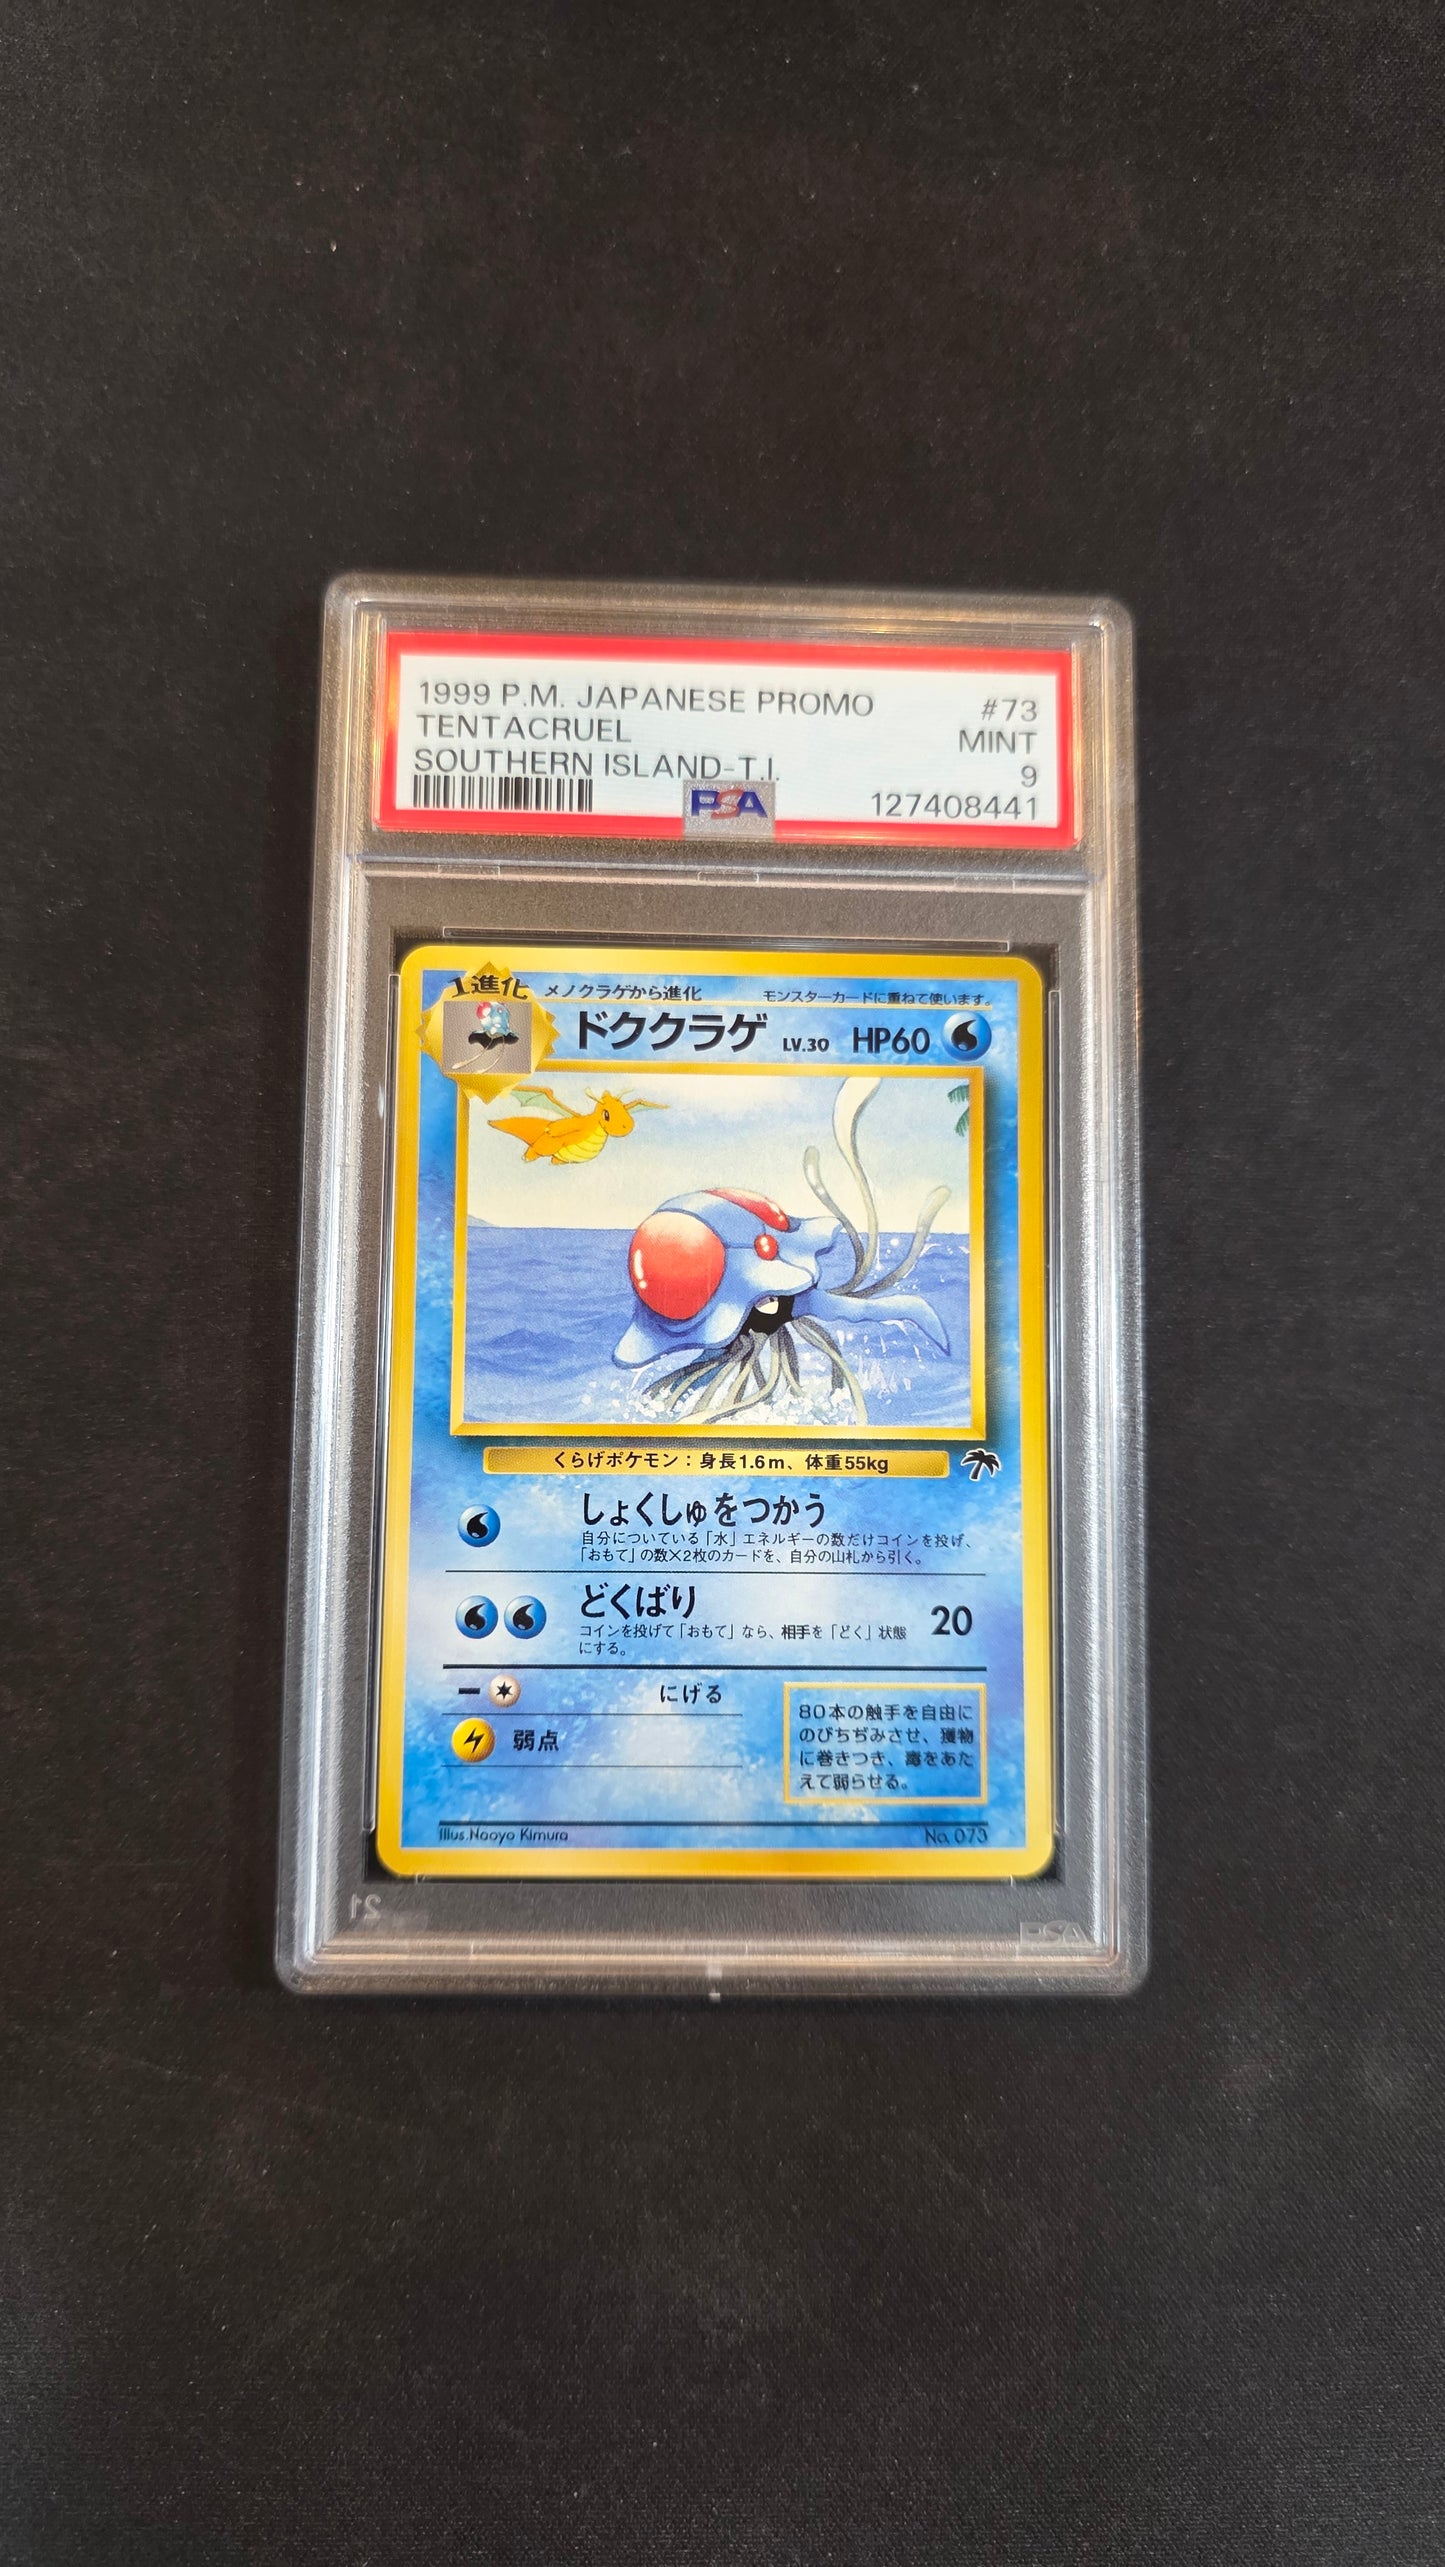 1999 P.M. JAPANESE PROMO #73
TENTACRUEL MINT
SOUTHERN ISLAND-T.I. 9
PSA 127408441
1進化 メノクラゲから進化 モンスターカードに重ねて使います。
ドククラゲ LV.30 HP60
くらげポケモン：身長1.6m、体重55kg
しょくしゅをつかう
自分についている「水」エネルギーの数だけコインを投げ、
「おもて」の数×2枚のカードを、自分の山札から引く。
どくばり 20
コインを投げて「おもて」なら、相手を「どく」状態
にする。
にげる
弱点
80本の触手を自由に
のびちぢみさせ、獲物
に巻きつき、毒をあた
えて弱らせる。
Illus.Naoyo Kimura No. 073
21 PSA